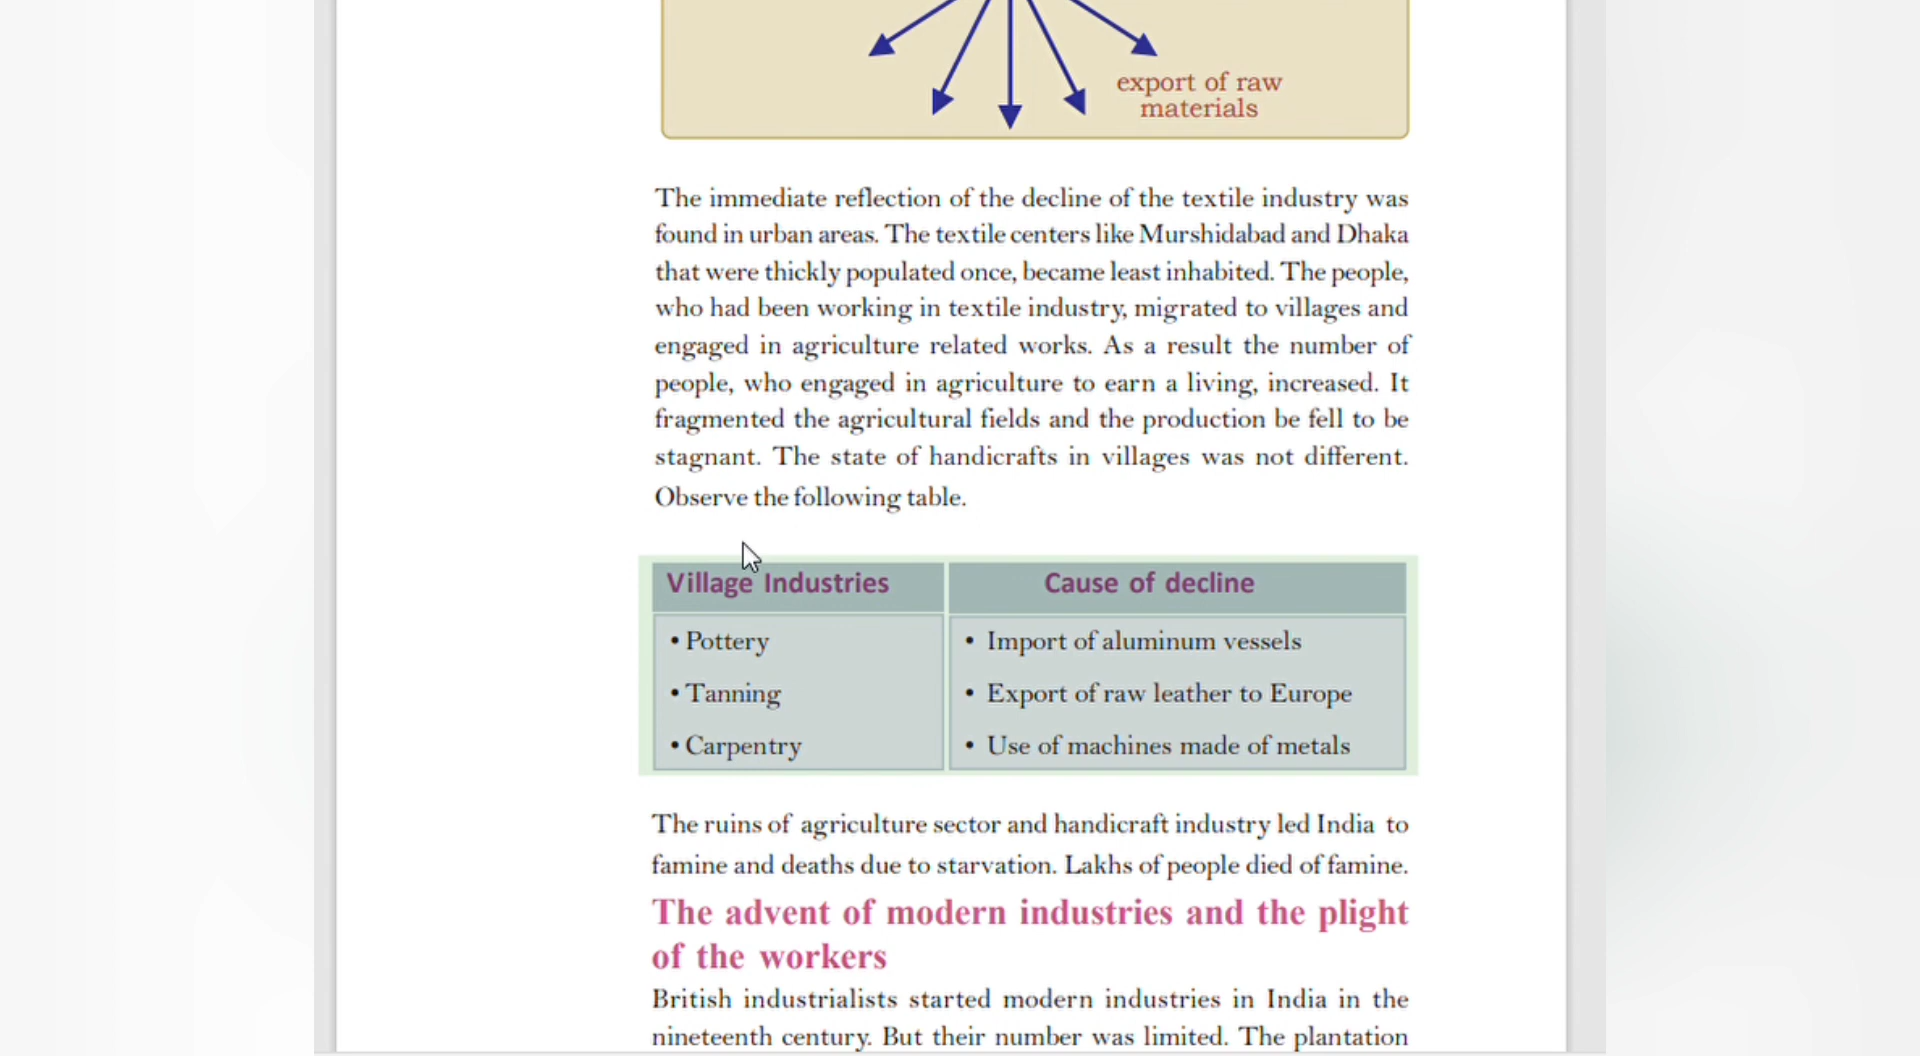 export of raw
materials
The immediate reflection of the decline of the textile industry was
found in urban areas. The textile centers like Murshidabad and Dhaka
that were thickly populated once, became least inhabited. The people,
who had been working in textile industry, migrated to villages and
engaged in agriculture related works. As a result the number of
people, who engaged in agriculture to earn a living, increased. It
fragmented the agricultural fields and the production be fell to be
stagnant. The state of handicrafts in villages was not different.
Observe the following table.
Village Industries Cause of decline
• Pottery • Import of aluminum vessels
• Tanning • Export of raw leather to Europe
• Carpentry • Use of machines made of metals
The ruins of agriculture sector and handicraft industry led India to
famine and deaths due to starvation. Lakhs of people died of famine.
The advent of modern industries and the plight
of the workers
British industrialists started modern industries in India in the
nineteenth century. But their number was limited. The plantation